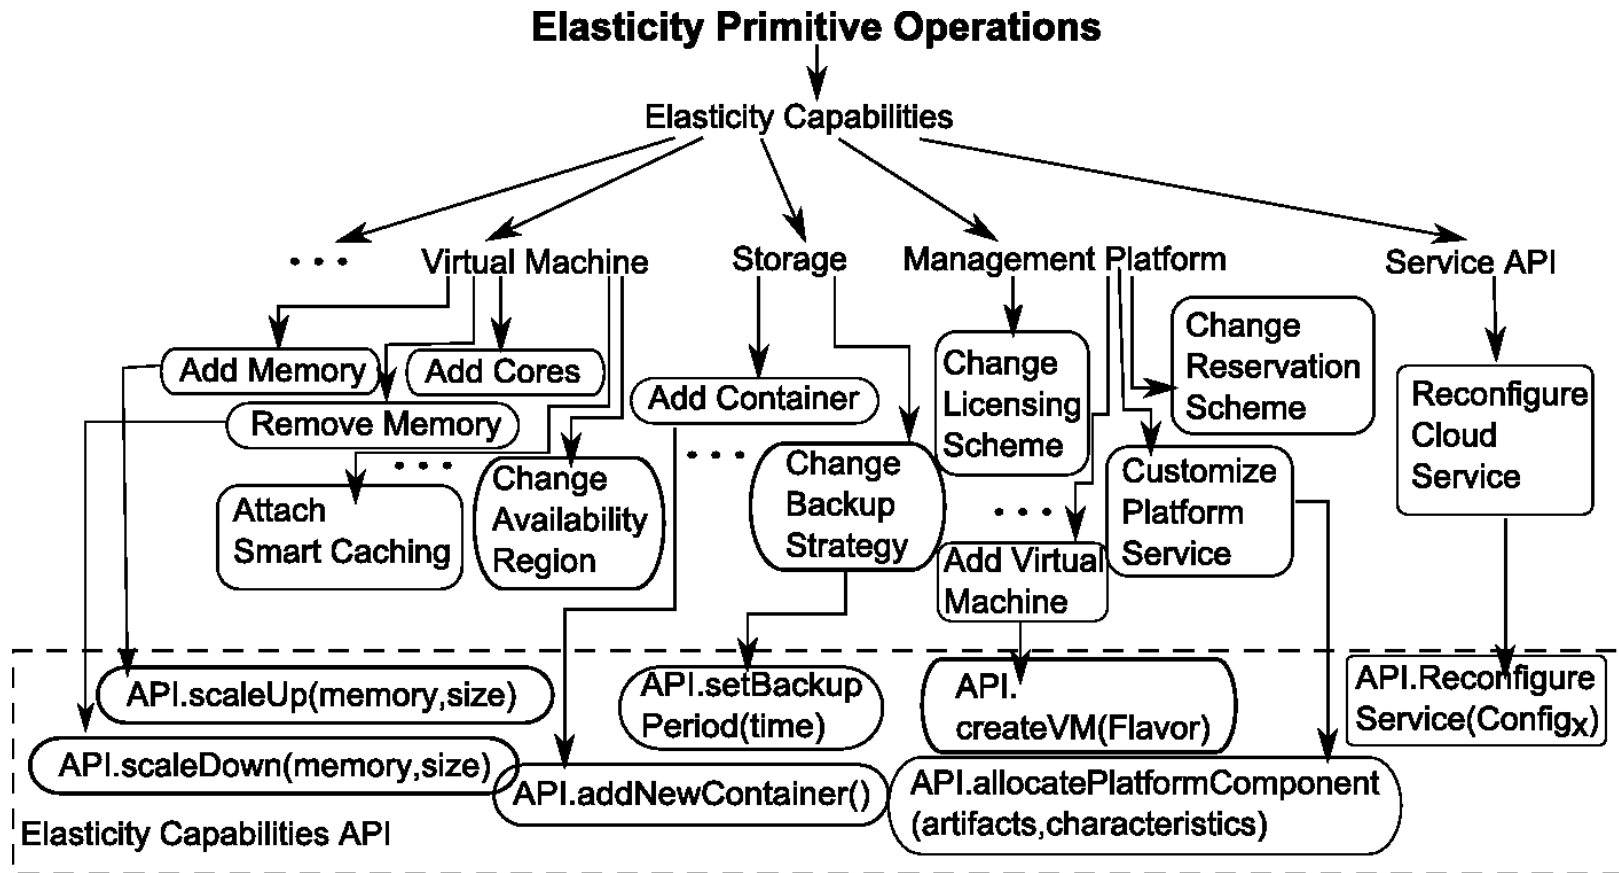 Elasticity Primitive Operations
Elasticity Capabilities
• • •
Virtual Machine
Storage
Management Platform
Service API
Add Memory
Add Cores
Remove Memory
• • •
Attach
Smart Caching
Change
Availability
Region
Add Container
• • •
Change
Backup
Strategy
Change
Licensing
Scheme
Change
Reservation
Scheme
• • •
Add Virtual
Machine
Customize
Platform
Service
Reconfigure
Cloud
Service
API.scaleUp(memory,size)
API.scaleDown(memory,size)
API.addNewContainer()
API.setBackup
Period(time)
API.
createVM(Flavor)
API.allocatePlatformComponent
(artifacts,characteristics)
API.Reconfigure
Service(Configx)
Elasticity Capabilities API